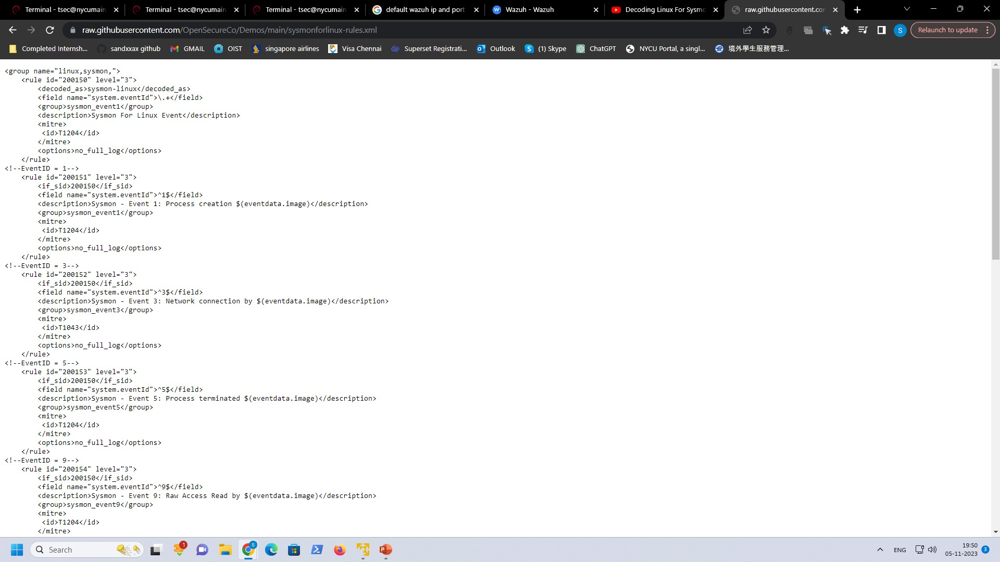 Terminal - tsec@nycumain
Terminal - tsec@nycumain
Terminal - tsec@nycumain
default wazuh ip and port
Wazuh - Wazuh
Decoding Linux For Sysmo
raw.githubusercontent.con
raw.githubusercontent.com/OpenSecureCo/Demos/main/sysmonforlinux-rules.xml
S
Relaunch to update
Completed Internsh...
sandxxax github
GMAIL
OIST
singapore airlines
Visa Chennai
Superset Registrati...
Outlook
(1) Skype
ChatGPT
NYCU Portal, a singl...
境外學生服務管理...
<group name="linux,sysmon,">
<rule id="200150" level="3">
<decoded_as>sysmon-linux</decoded_as>
<field name="system.eventId">\.+</field>
<group>sysmon_event1</group>
<description>Sysmon For Linux Event</description>
<mitre>
<id>T1204</id>
</mitre>
<options>no_full_log</options>
</rule>
<!--EventID = 1-->
<rule id="200151" level="3">
<if_sid>200150</if_sid>
<field name="system.eventId">^1$</field>
<description>Sysmon - Event 1: Process creation $(eventdata.image)</description>
<group>sysmon_event1</group>
<mitre>
<id>T1204</id>
</mitre>
<options>no_full_log</options>
</rule>
<!--EventID = 3-->
<rule id="200152" level="3">
<if_sid>200150</if_sid>
<field name="system.eventId">^3$</field>
<description>Sysmon - Event 3: Network connection by $(eventdata.image)</description>
<group>sysmon_event3</group>
<mitre>
<id>T1043</id>
</mitre>
<options>no_full_log</options>
</rule>
<!--EventID = 5-->
<rule id="200153" level="3">
<if_sid>200150</if_sid>
<field name="system.eventId">^5$</field>
<description>Sysmon - Event 5: Process terminated $(eventdata.image)</description>
<group>sysmon_event5</group>
<mitre>
<id>T1204</id>
</mitre>
<options>no_full_log</options>
</rule>
<!--EventID = 9-->
<rule id="200154" level="3">
<if_sid>200150</if_sid>
<field name="system.eventId">^9$</field>
<description>Sysmon - Event 9: Raw Access Read by $(eventdata.image)</description>
<group>sysmon_event9</group>
<mitre>
<id>T1204</id>
</mitre>
Search
1
S
ENG
19:50
05-11-2023
3